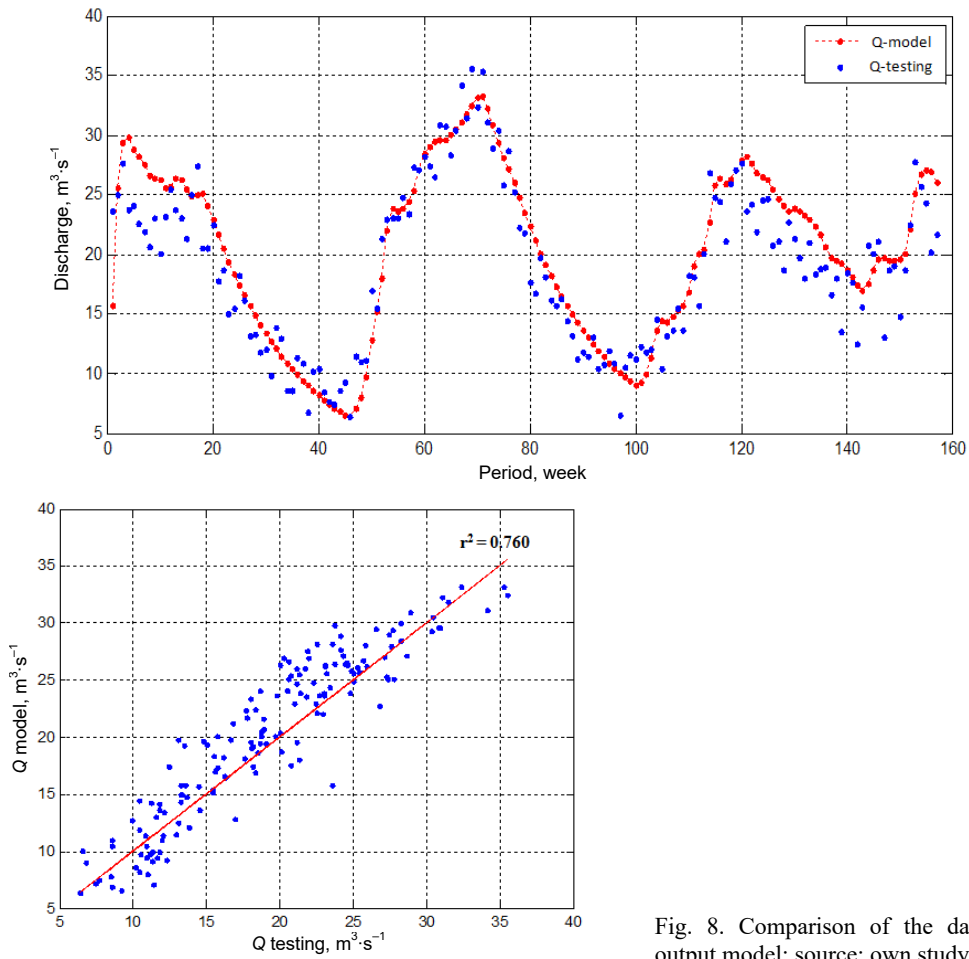 40
35
30
25
20
15
10
5
Discharge, m³·s⁻¹
Q-model
Q-testing
0 20 40 60 80 100 120 140 160
Period, week
40
35
30
25
20
15
10
5
Q model, m³·s⁻¹
r² = 0.760
5 10 15 20 25 30 35 40
Q testing, m³·s⁻¹
Fig. 8. Comparison of the da
output model; source: own study